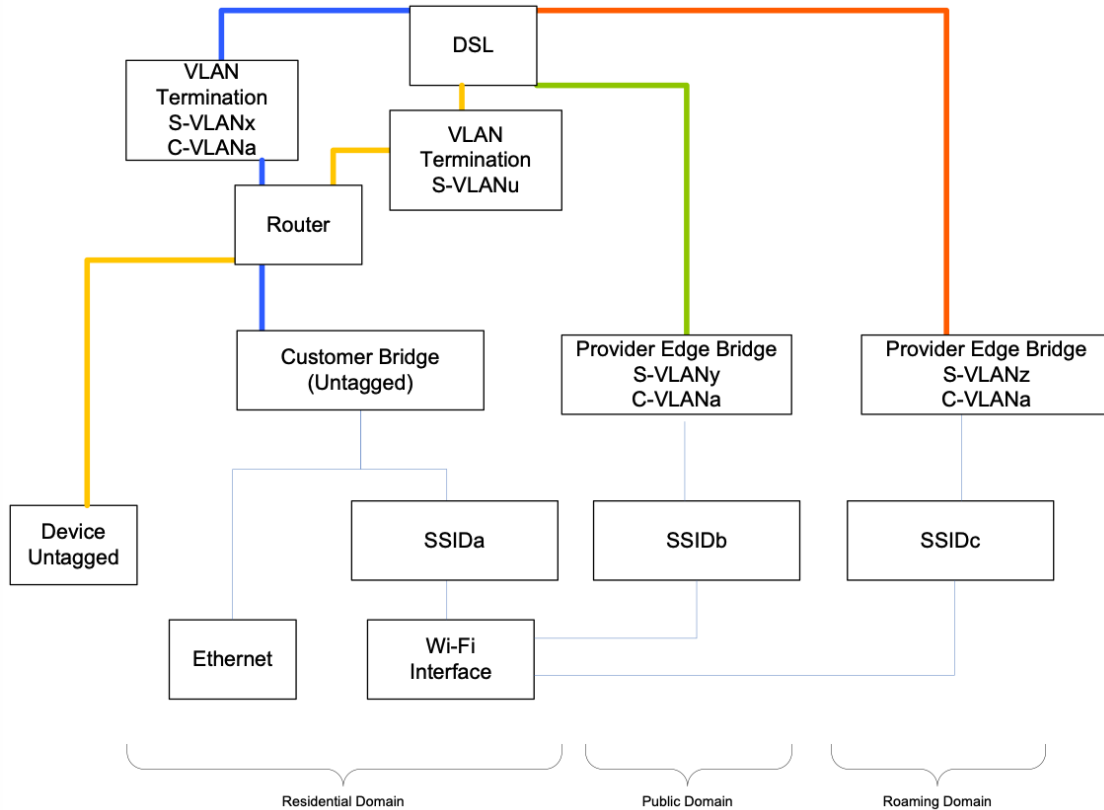 DSL
VLAN
Termination
S-VLANx
C-VLANa
VLAN
Termination
S-VLANu
Router
Customer Bridge
(Untagged)
Provider Edge Bridge
S-VLANy
C-VLANa
Provider Edge Bridge
S-VLANz
C-VLANa
Device
Untagged
SSIDa
SSIDb
SSIDc
Ethernet
Wi-Fi
Interface
Residential Domain
Public Domain
Roaming Domain